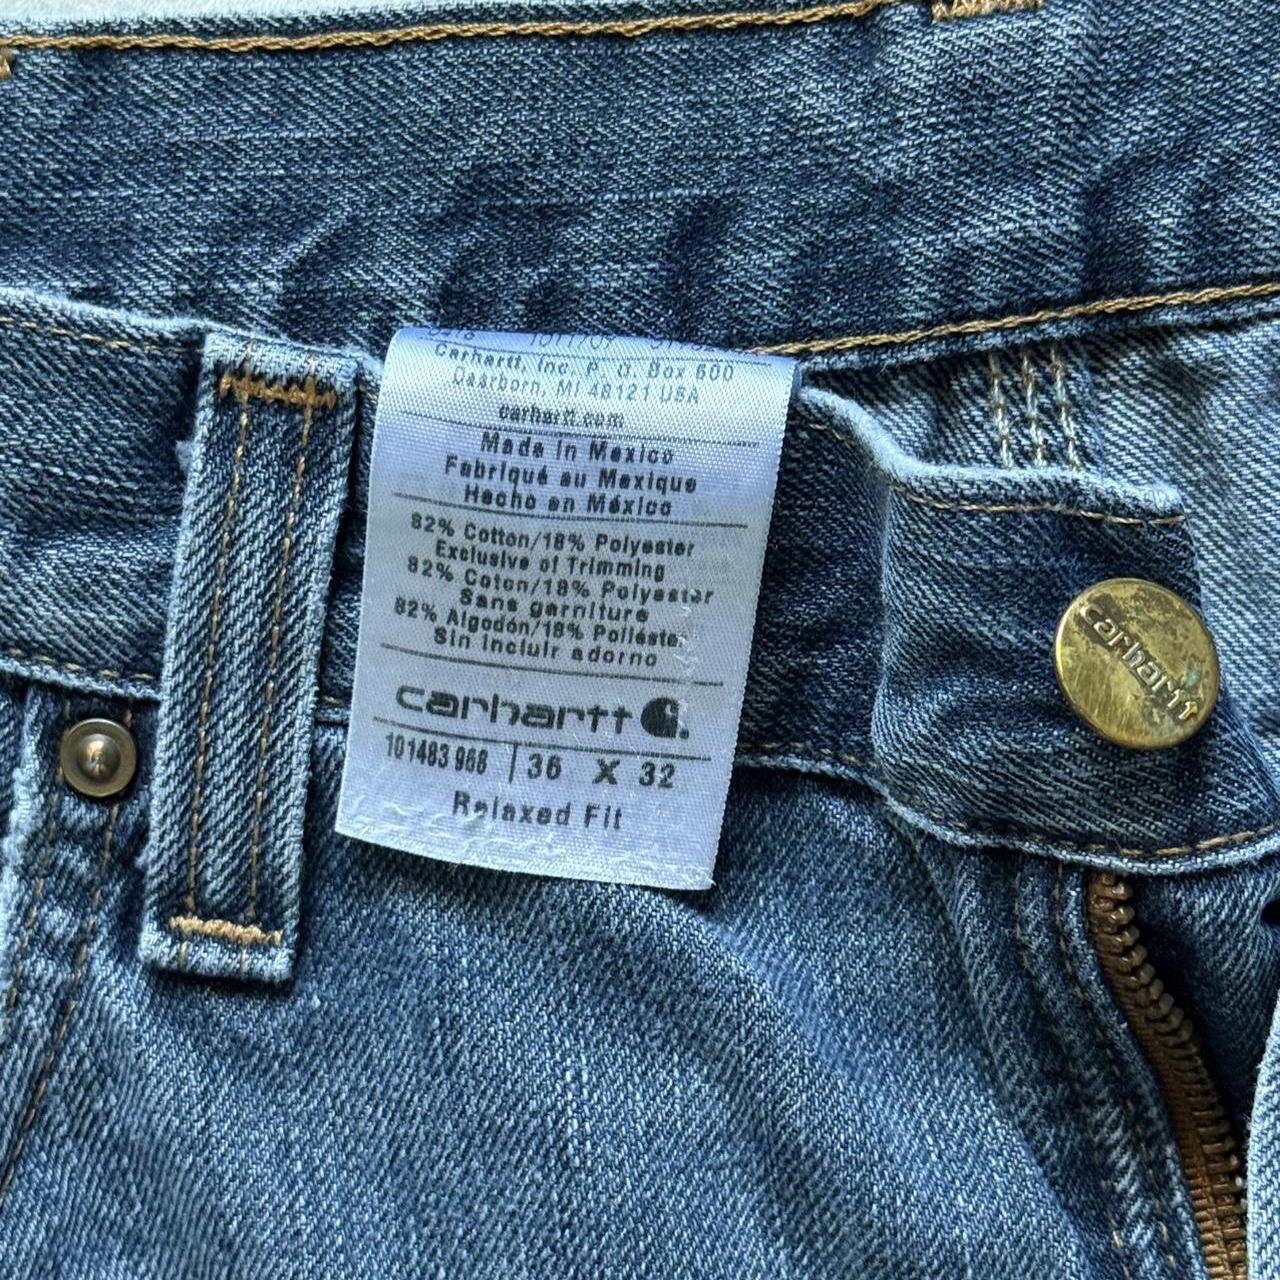 Carhartt, Inc. P. O. Box 600
Dearborn, MI 48121 USA
carhartt.com
Made in Mexico
Fabriqué au Mexique
Hecho en México
82% Cotton/18% Polyester
Exclusive of Trimming
82% Coton/18% Polyester
Sans garniture
82% Algodón/18% Poliéster
Sin incluir adorno
carhartt
101483 968 | 36 X 32
Relaxed Fit
carhartt